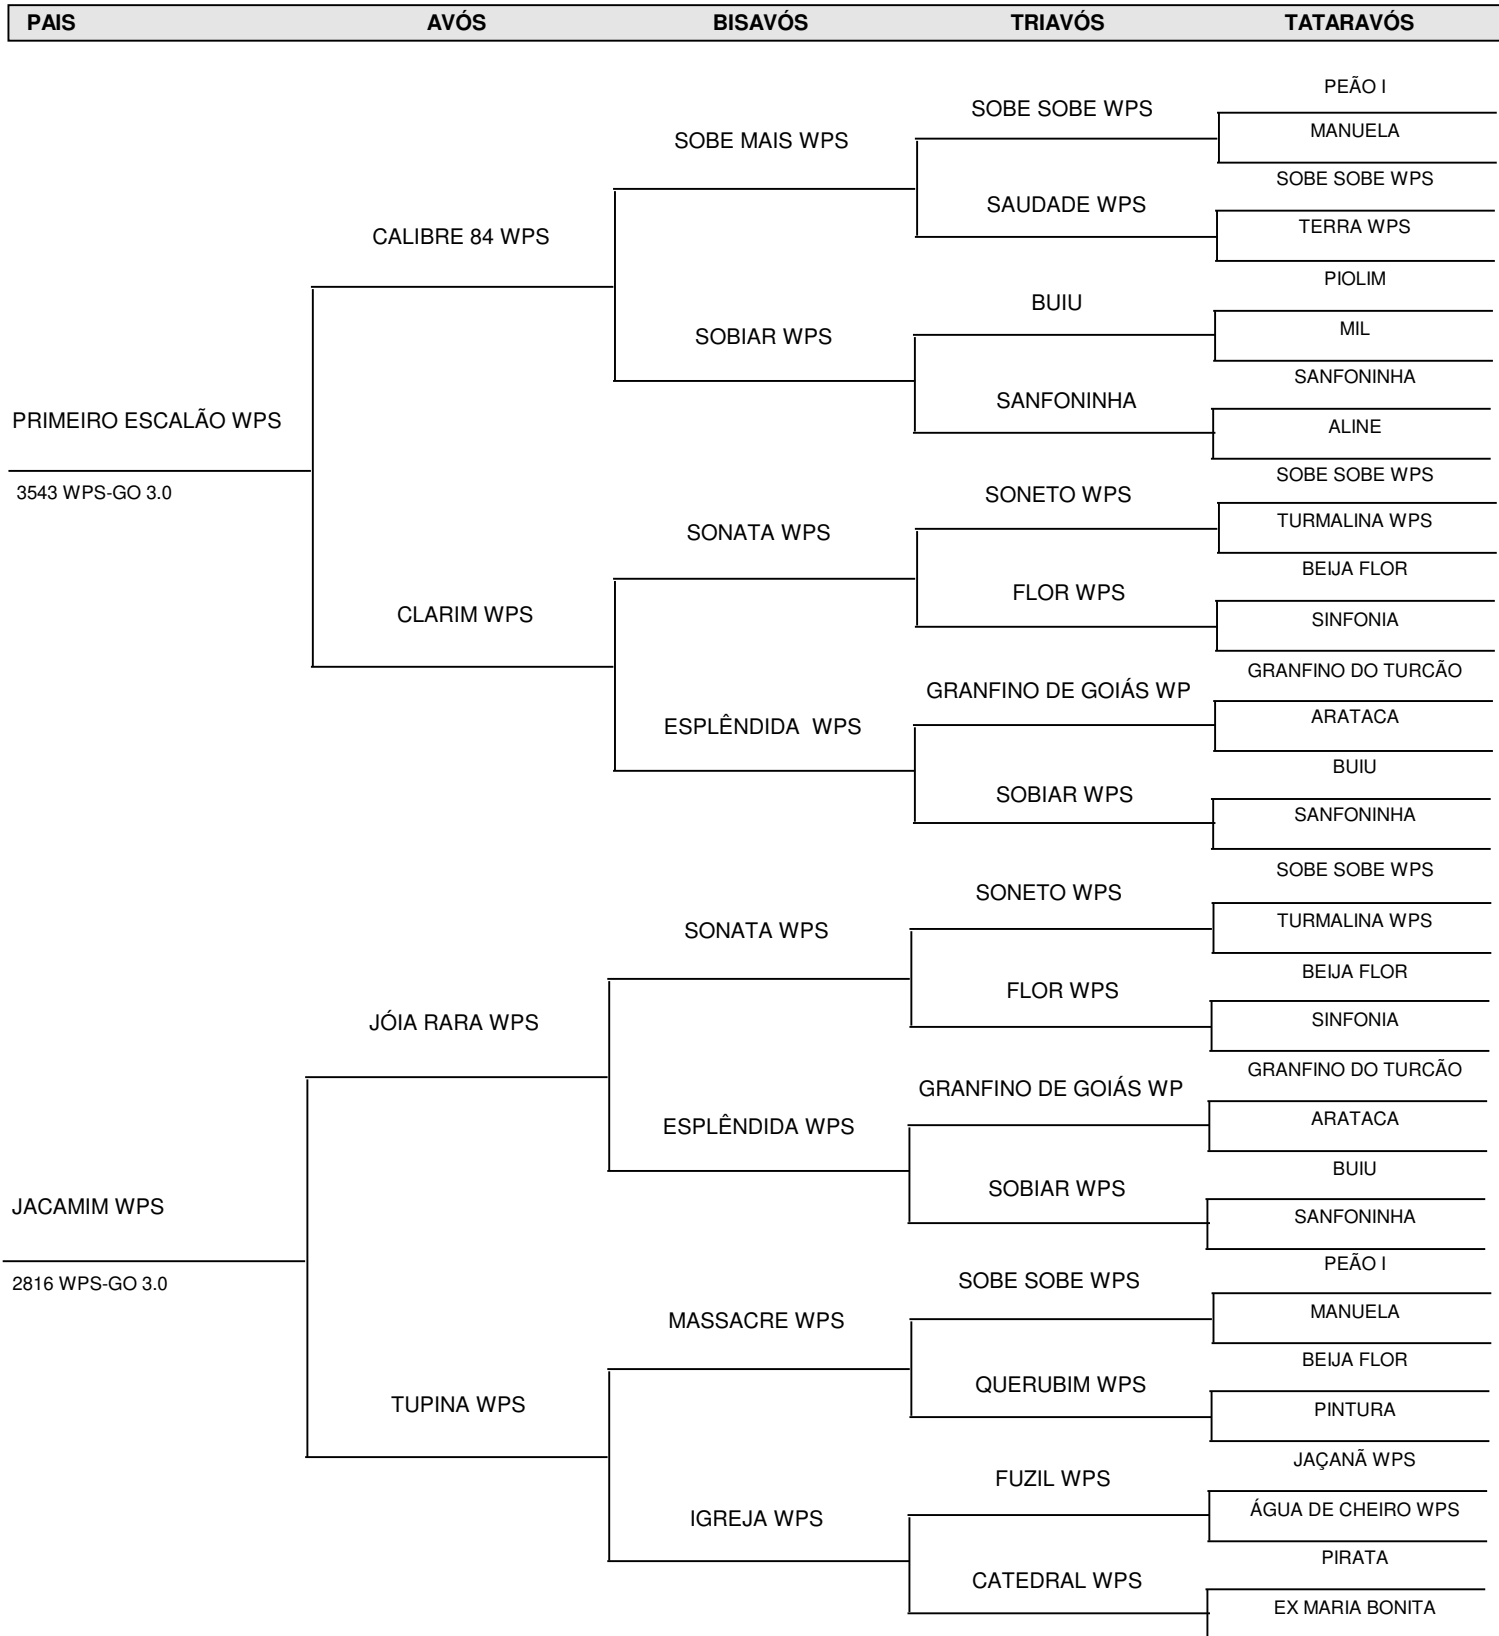 PAIS AVÓS BISAVÓS TRIAVÓS TATARAVÓS
PEÃO I
SOBE SOBE WPS
MANUELA
SOBE MAIS WPS
SOBE SOBE WPS
SAUDADE WPS
TERRA WPS
CALIBRE 84 WPS
PIOLIM
BUIU
MIL
SOBIAR WPS
SANFONINHA
SANFONINHA
PRIMEIRO ESCALÃO WPS
ALINE
SOBE SOBE WPS
3543 WPS-GO 3.0
SONETO WPS
TURMALINA WPS
SONATA WPS
BEIJA FLOR
FLOR WPS
CLARIM WPS
SINFONIA
GRANFINO DO TURCÃO
GRANFINO DE GOIÁS WP
ARATACA
ESPLÊNDIDA  WPS
BUIU
SOBIAR WPS
SANFONINHA
SOBE SOBE WPS
SONETO WPS
TURMALINA WPS
SONATA WPS
BEIJA FLOR
FLOR WPS
SINFONIA
JÓIA RARA WPS
GRANFINO DO TURCÃO
GRANFINO DE GOIÁS WP
ARATACA
ESPLÊNDIDA WPS
BUIU
SOBIAR WPS
JACAMIM WPS
SANFONINHA
PEÃO I
2816 WPS-GO 3.0
SOBE SOBE WPS
MANUELA
MASSACRE WPS
BEIJA FLOR
QUERUBIM WPS
TUPINA WPS
PINTURA
JAÇANÃ WPS
FUZIL WPS
ÁGUA DE CHEIRO WPS
IGREJA WPS
PIRATA
CATEDRAL WPS
EX MARIA BONITA